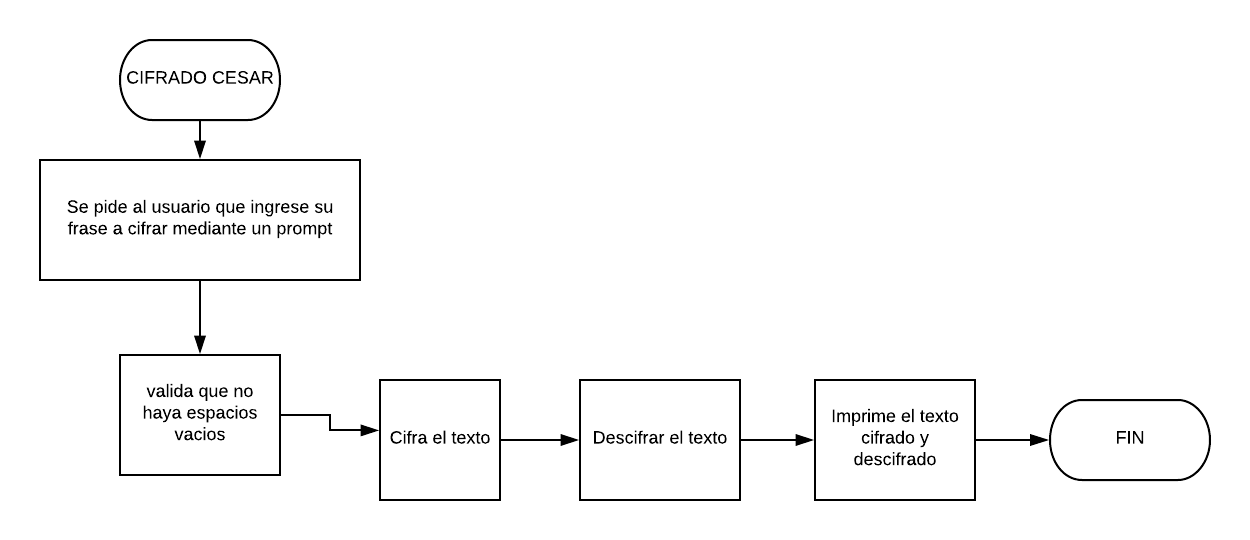 CIFRADO CESAR
Se pide al usuario que ingrese su
frase a cifrar mediante un prompt
valida que no
haya espacios
vacios
Cifra el texto
Descifrar el texto
Imprime el texto
cifrado y
descifrado
FIN